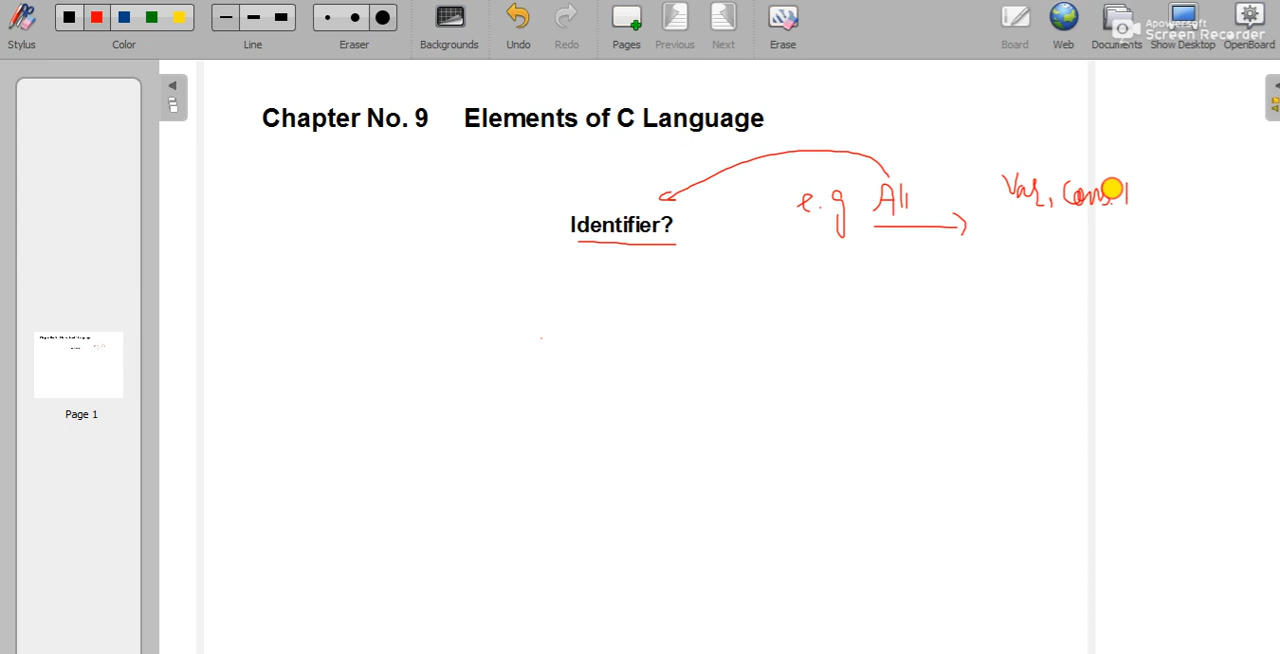 Stylus Color Line Eraser Backgrounds Undo Redo Pages Previous Next Erase Board Web Documents Show Desktop OpenBoard
Apowersoft
Screen Recorder
Chapter No. 9 Elements of C Language
Identifier?
e.g Ali
Var,
Page 1